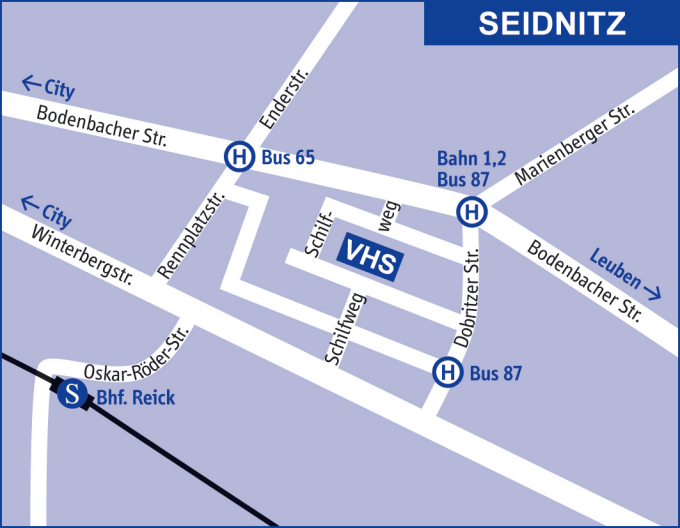 SEIDNITZ
← City
Bodenbacher Str.
Enderstr.
H Bus 65
Bahn 1,2
Bus 87
H
Marienberger Str.
← City
Winterbergstr.
Rennplatzstr.
Schilf-
weg
VHS
Dobritzer Str.
Leuben →
Bodenbacher Str.
Schilfweg
Oskar-Röder-Str.
H Bus 87
S Bhf. Reick